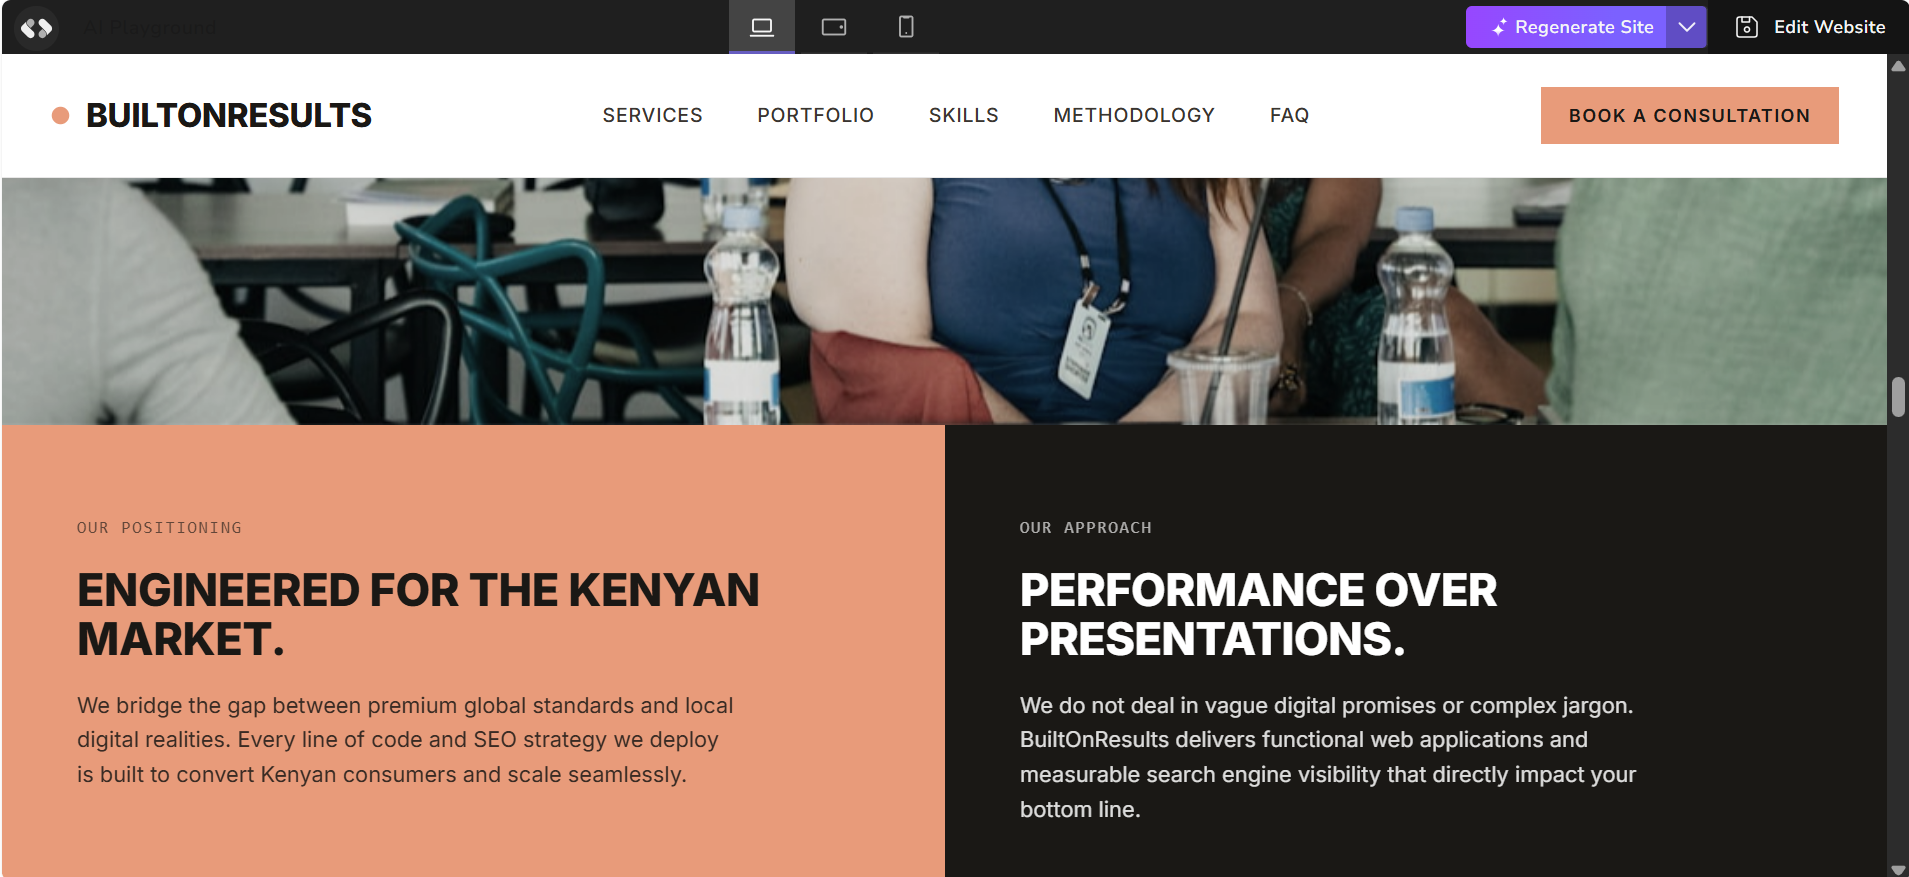 AI Playground
Regenerate Site
Edit Website
BUILTONRESULTS
SERVICES
PORTFOLIO
SKILLS
METHODOLOGY
FAQ
BOOK A CONSULTATION
OUR POSITIONING
ENGINEERED FOR THE KENYAN
MARKET.
We bridge the gap between premium global standards and local
digital realities. Every line of code and SEO strategy we deploy
is built to convert Kenyan consumers and scale seamlessly.
OUR APPROACH
PERFORMANCE OVER
PRESENTATIONS.
We do not deal in vague digital promises or complex jargon.
BuiltOnResults delivers functional web applications and
measurable search engine visibility that directly impact your
bottom line.